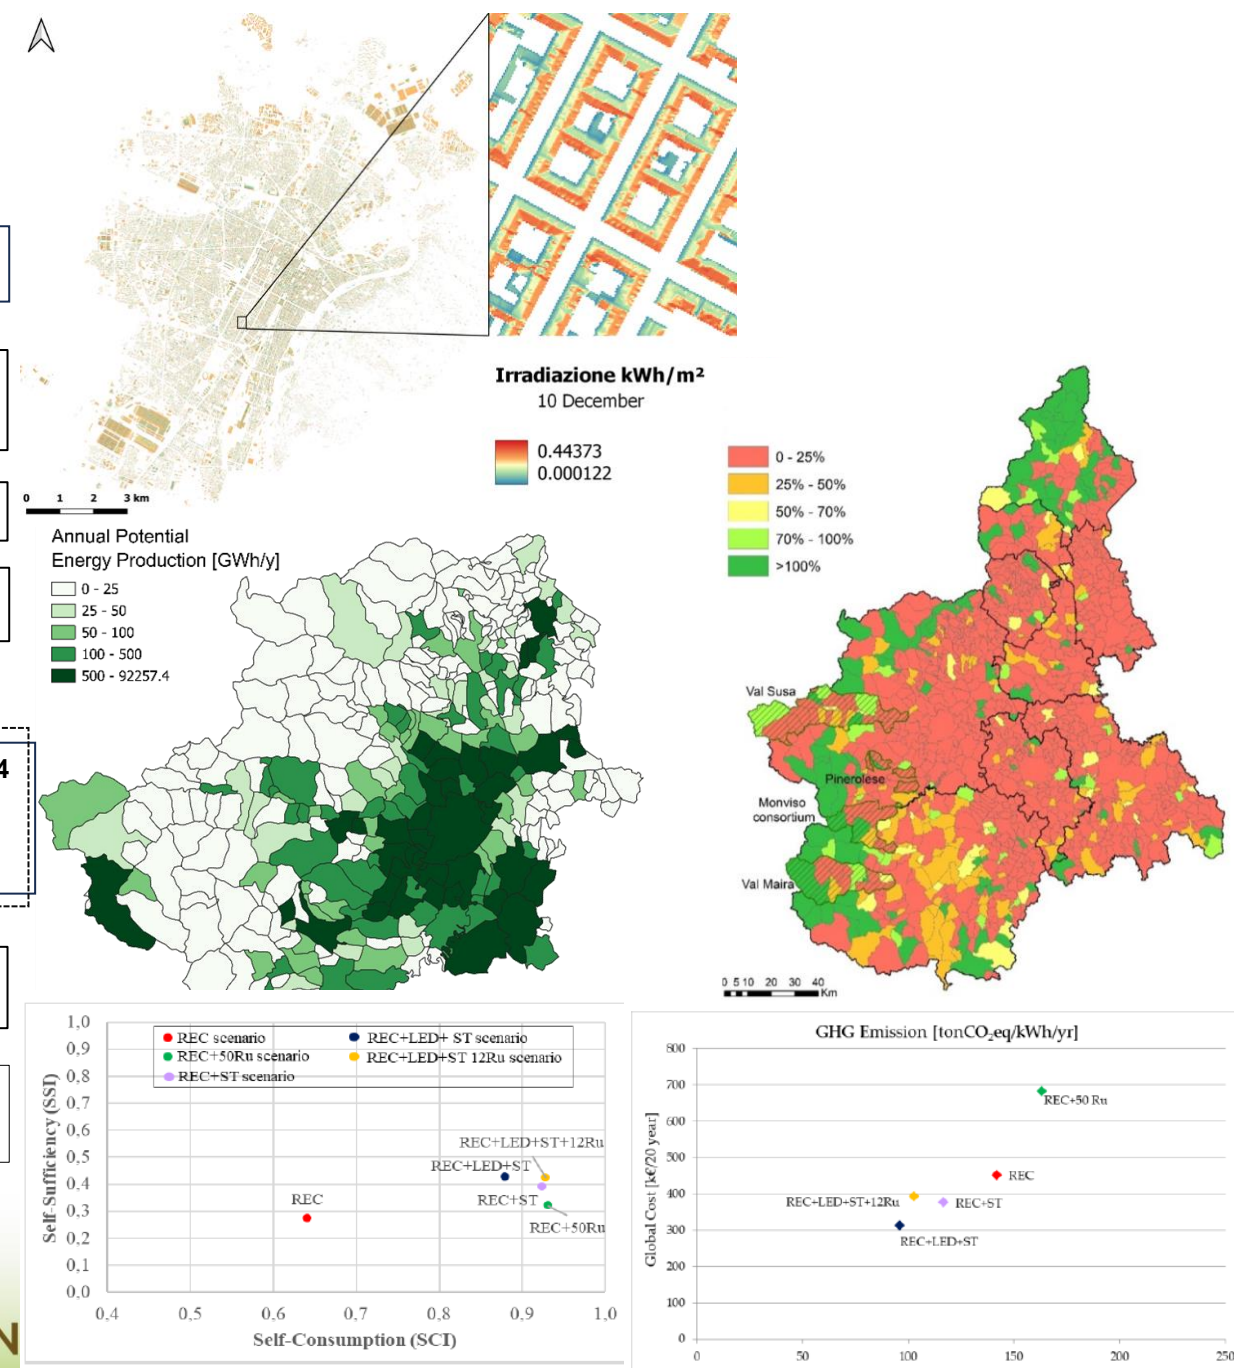 Irradiazione kWh/m²
10 December
0.44373
0.000122
0 1 2 3 km
Annual Potential
Energy Production [GWh/y]
0 - 25
25 - 50
50 - 100
100 - 500
500 - 92257.4
0 - 25%
25% - 50%
50% - 70%
70% - 100%
>100%
Val Susa
Pinerolese
Monviso
consortium
Val Maira
0 5 10 20 30 40
Km
4
N
1,0
0,9
0,8
0,7
0,6
0,5
0,4
0,3
0,2
0,1
0,0
Self-Sufficiency (SSI)
REC scenario
REC+LED+ ST scenario
REC+50Ru scenario
REC+LED+ST 12Ru scenario
REC+ST scenario
REC+LED+ST+12Ru
REC+LED+ST
REC
REC+ST
REC+50Ru
0,4 0,5 0,6 0,7 0,8 0,9 1,0
Self-Consumption (SCI)
GHG Emission [tonCO₂eq/kWh/yr]
800
700
600
500
400
300
200
100
0
Global Cost [k€/20 year]
REC+50 Ru
REC
REC+LED+ST+12Ru
REC+ST
REC+LED+ST
0 50 100 150 200 250